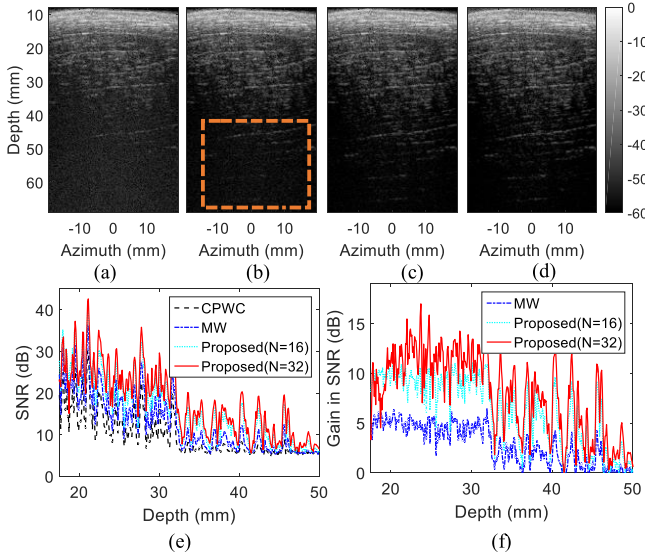 10
20
30
40
50
60
Depth (mm)
-10 0 10
-10 0 10
-10 0 10
-10 0 10
Azimuth (mm)
Azimuth (mm)
Azimuth (mm)
Azimuth (mm)
(a)
(b)
(c)
(d)
0
-10
-20
-30
-40
-50
-60
CPWC
MW
Proposed(N=16)
Proposed(N=32)
40
30
20
10
0
SNR (dB)
20 30 40 50
Depth (mm)
(e)
MW
Proposed(N=16)
Proposed(N=32)
15
10
5
0
Gain in SNR (dB)
20 30 40 50
Depth (mm)
(f)